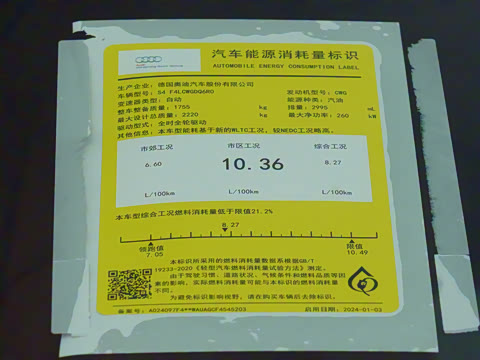 汽车能源消耗量标识
AUTOMOBILE ENERGY CONSUMPTION LABEL
生产企业：德国奥迪汽车股份有限公司
车辆型号：S4 F4LCWGDQ6RO 发动机型号：CWG
变速器类型：自动 能源种类：汽油
整车整备质量：1755 kg 排量：2995 mL
最大设计总质量：2220 kg 最大净功率：260 kW
驱动型式：全时全轮驱动
其他信息：本车型能耗基于新的WLTC工况，较NEDC工况略高。
市郊工况 市区工况 综合工况
6.60 10.36 8.27
L/100km L/100km L/100km
本车型综合工况燃料消耗量低于限值21.2%
8.27
领跑值 限值
7.05 10.49
本标识所采用的燃料消耗量数据系根据GB/T
19233-2020《轻型汽车燃料消耗量试验方法》测定。
由于驾驶习惯、道路状况、气候条件和燃料品质等因
素的影响，实际燃料消耗量可能与本标识的燃料消耗量
不同。
为避免标识影响视野，请在购买车辆后去除标识。
备案号：AD24097F4**WAUAGCF4545203 启用日期：2024-01-03